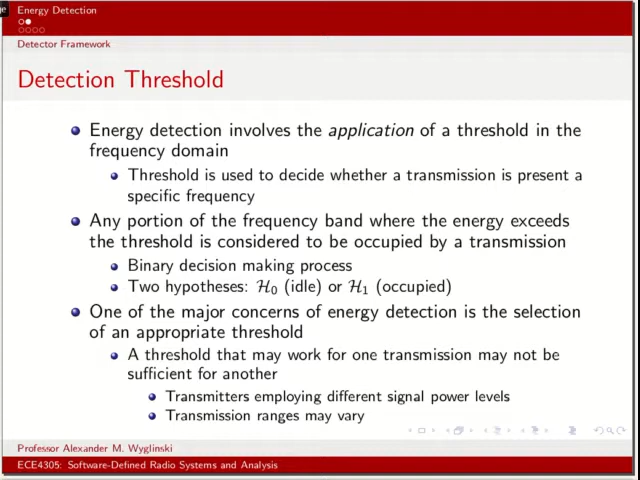 Energy Detection
Detector Framework
Detection Threshold
Energy detection involves the application of a threshold in the
frequency domain
Threshold is used to decide whether a transmission is present a
specific frequency
Any portion of the frequency band where the energy exceeds
the threshold is considered to be occupied by a transmission
Binary decision making process
Two hypotheses: ℋ₀ (idle) or ℋ₁ (occupied)
One of the major concerns of energy detection is the selection
of an appropriate threshold
A threshold that may work for one transmission may not be
sufficient for another
Transmitters employing different signal power levels
Transmission ranges may vary
Professor Alexander M. Wyglinski
ECE4305: Software-Defined Radio Systems and Analysis